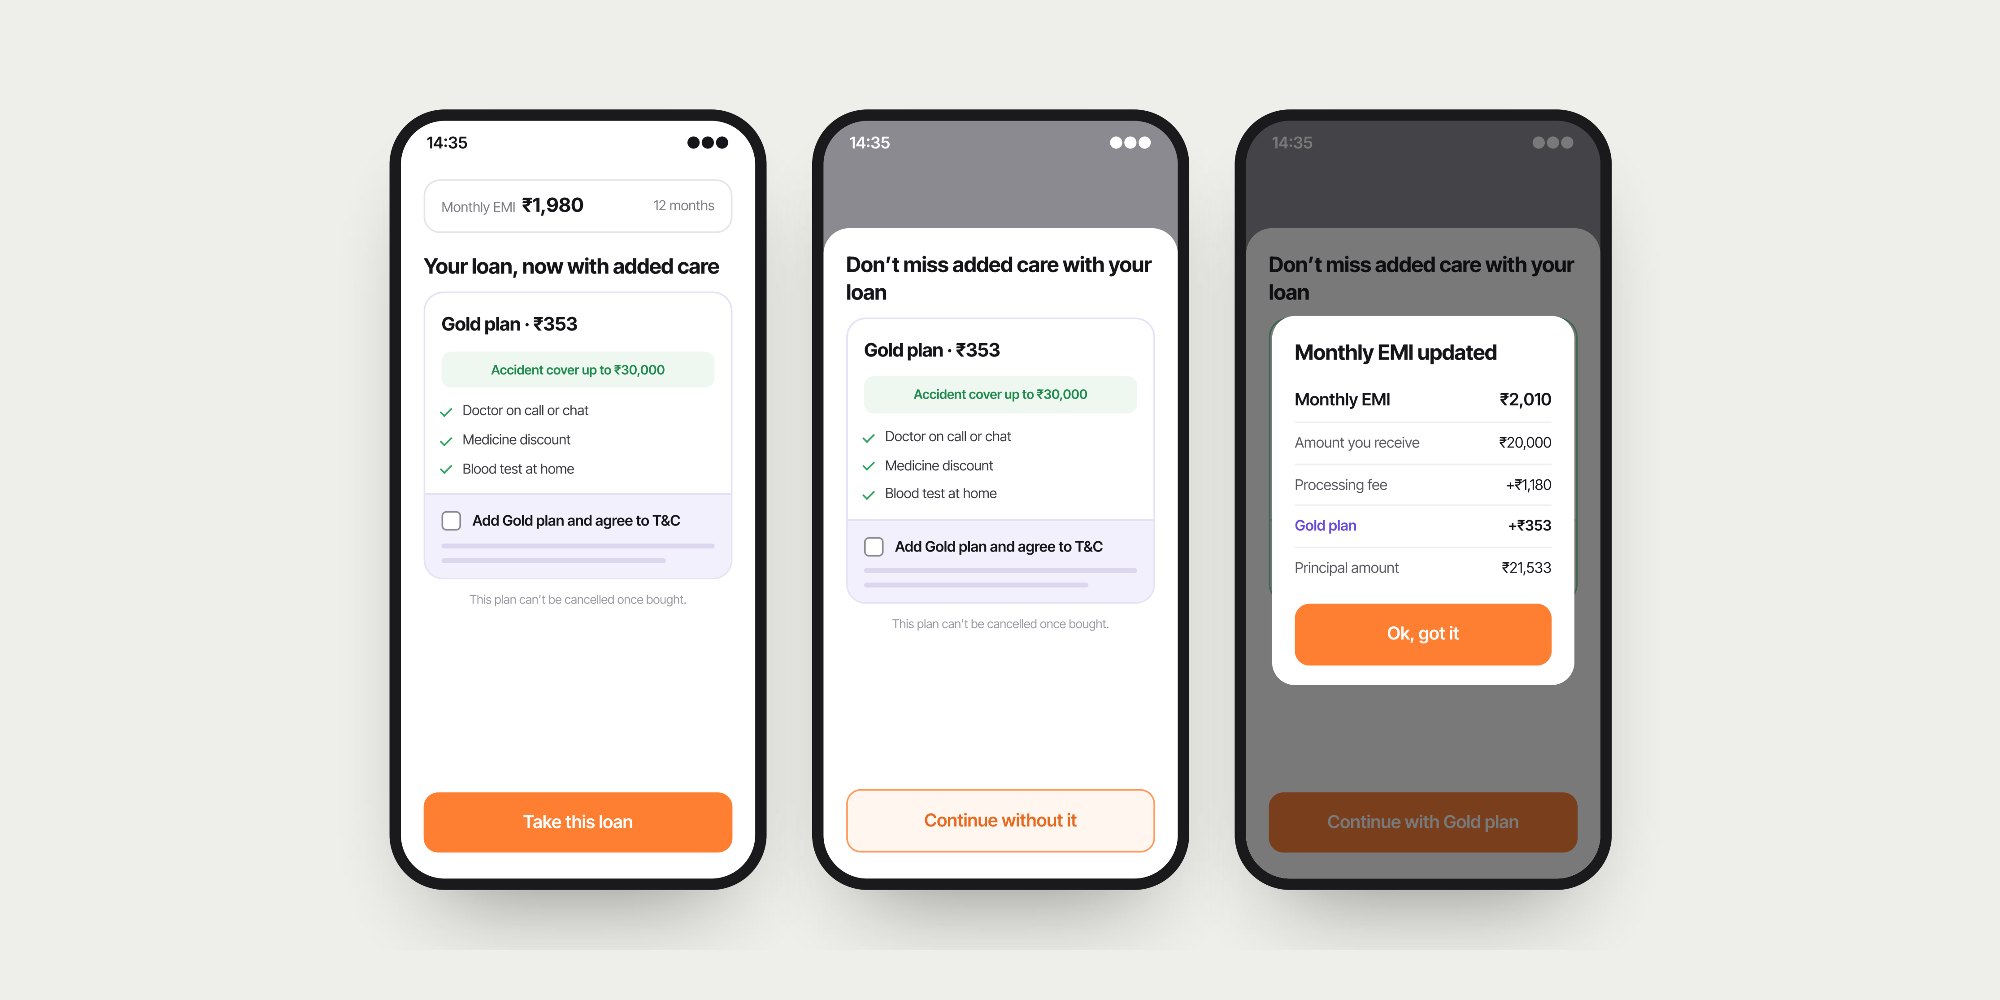 14:35
Monthly EMI ₹1,980 12 months
Your loan, now with added care
Gold plan · ₹353
Accident cover up to ₹30,000
Doctor on call or chat
Medicine discount
Blood test at home
Add Gold plan and agree to T&C
This plan can't be cancelled once bought.
Take this loan
14:35
Don’t miss added care with your
loan
Gold plan · ₹353
Accident cover up to ₹30,000
Doctor on call or chat
Medicine discount
Blood test at home
Add Gold plan and agree to T&C
This plan can't be cancelled once bought.
Continue without it
14:35
Don’t miss added care with your
loan
Monthly EMI updated
Monthly EMI ₹2,010
Amount you receive ₹20,000
Processing fee +₹1,180
Gold plan +₹353
Principal amount ₹21,533
Ok, got it
Continue with Gold plan